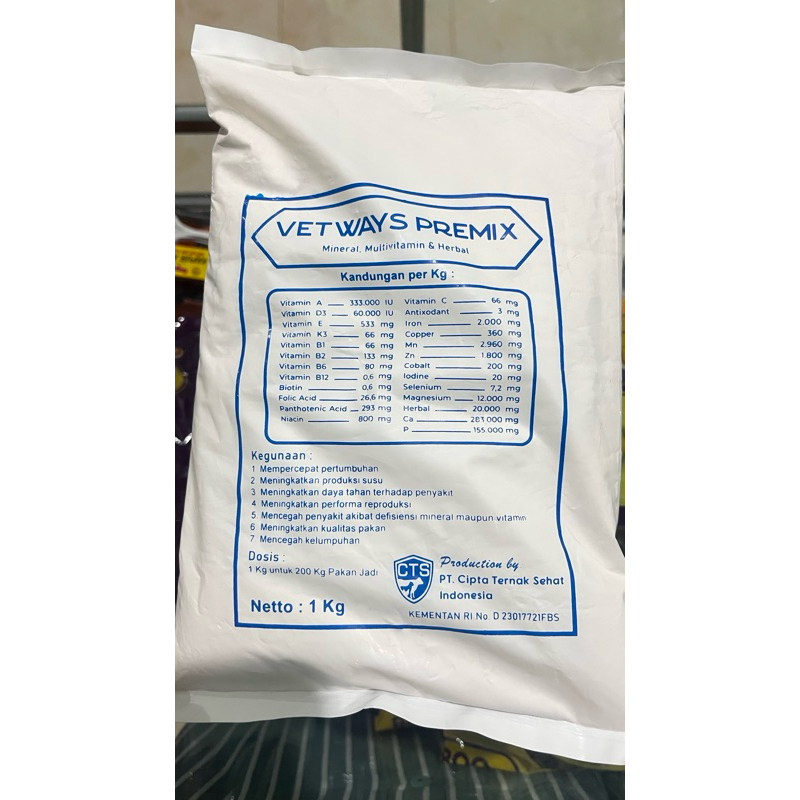 VETWAYS PREMIX
Mineral, Multivitamin & Herbal
Kandungan per Kg :
Vitamin A 333.000 IU
Vitamin D3 60.000 IU
Vitamin E 533 mg
Vitamin K3 66 mg
Vitamin B1 66 mg
Vitamin B2 133 mg
Vitamin B6 80 mg
Vitamin B12 0,6 mg
Biotin 0,6 mg
Folic Acid 26,6 mg
Panthotenic Acid 293 mg
Niacin 800 mg
Vitamin C 66 mg
Antixodant 3 mg
Iron 2.000 mg
Copper 360 mg
Mn 2.960 mg
Zn 1.800 mg
Cobalt 200 mg
Iodine 20 mg
Selenium 7,2 mg
Magnesium 12.000 mg
Herbal 20.000 mg
Ca 283.000 mg
P 155.000 mg
Kegunaan :
1 Mempercepat pertumbuhan
2 Meningkatkan produksi susu
3 Meningkatkan daya tahan terhadap penyakit
4 Meningkatkan performa reproduksi
5 Mencegah penyakit akibat defisiensi mineral maupun vitamin
6 Meningkatkan kualitas pakan
7 Mencegah kelumpuhan
Dosis :
1 Kg untuk 200 Kg Pakan Jadi
Netto : 1 Kg
CTS
Production by
PT. Cipta Ternak Sehat
Indonesia
KEMENTAN RI No. D 23017721FBS